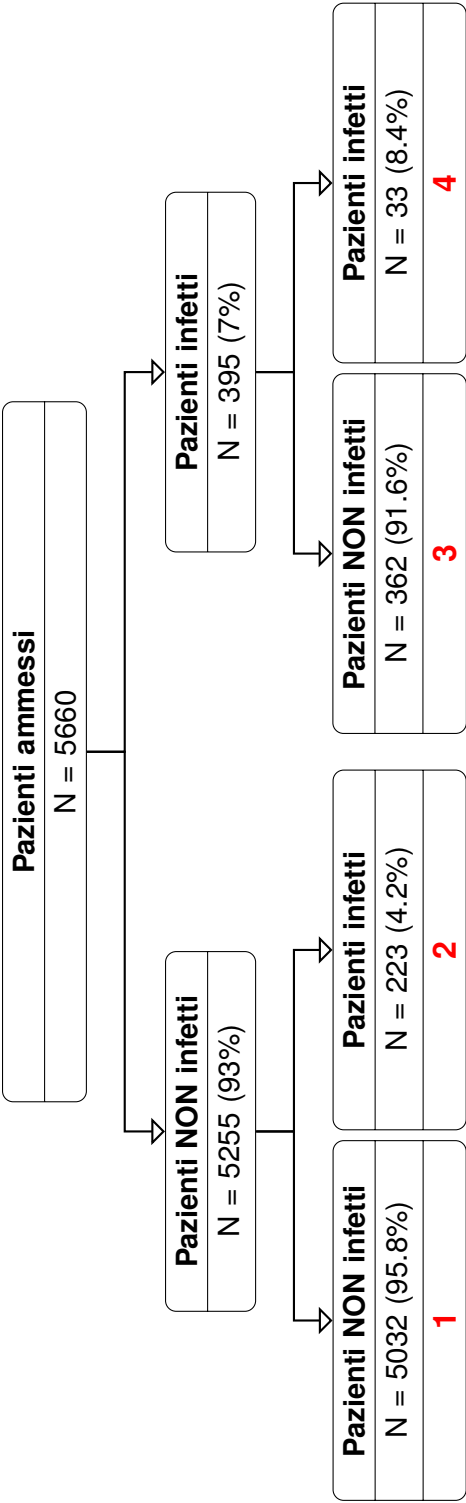 Pazienti ammessi
N = 5660
Pazienti NON infetti
N = 5255 (93%)
Pazienti infetti
N = 395 (7%)
Pazienti NON infetti
N = 5032 (95.8%)
1
Pazienti infetti
N = 223 (4.2%)
2
Pazienti NON infetti
N = 362 (91.6%)
3
Pazienti infetti
N = 33 (8.4%)
4